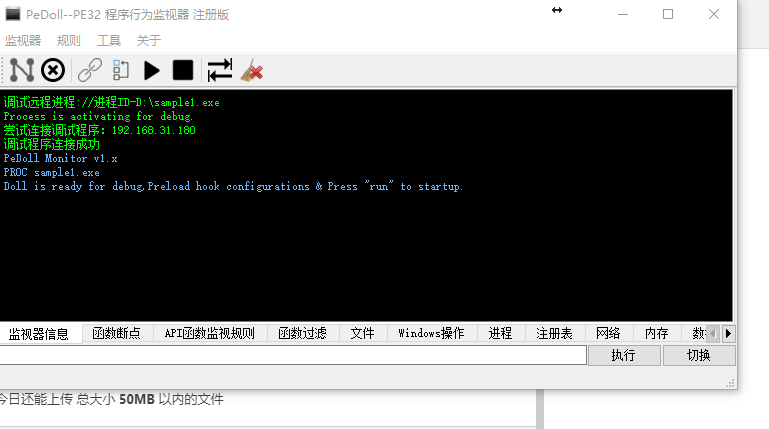 PeDoll--PE32 程序行为监视器 注册版
监视器 规则 工具 关于
调试远程进程://进程ID-D:\sample1.exe
Process is activating for debug.
尝试连接调试程序: 192.168.31.180
调试程序连接成功
PeDoll Monitor v1.x
PROC sample1.exe
Doll is ready for debug,Preload hook configurations & Press "run" to startup.
监视器信息 函数断点 API函数监视规则 函数过滤 文件 Windows操作 进程 注册表 网络 内存 数
执行 切换
今日还能上传 总大小 50MB 以内的文件